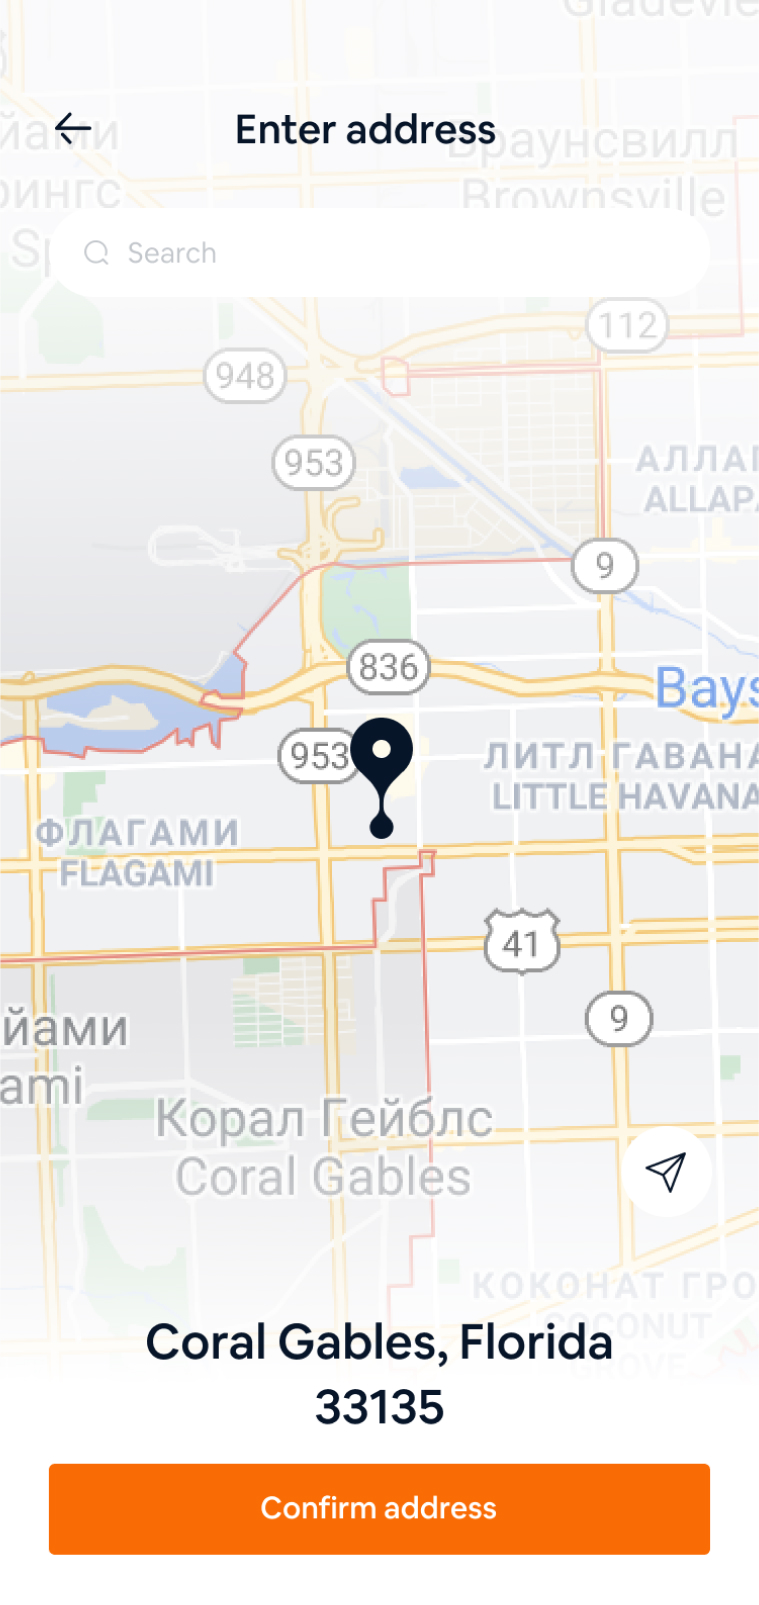 Gladevie
йами
Enter address
Браунсвилл
рингс
Brownsville
Sp
Search
112
948
953
АЛЛАП
ALLAPA
9
836
Bays
953
ЛИТЛ ГАВАНА
LITTLE HAVANA
ФЛАГАМИ
FLAGAMI
41
9
йами
ami
Корал Гейблс
Coral Gables
КОКОНАТ ГРО
COCONUT
GROVE
Coral Gables, Florida
33135
Confirm address